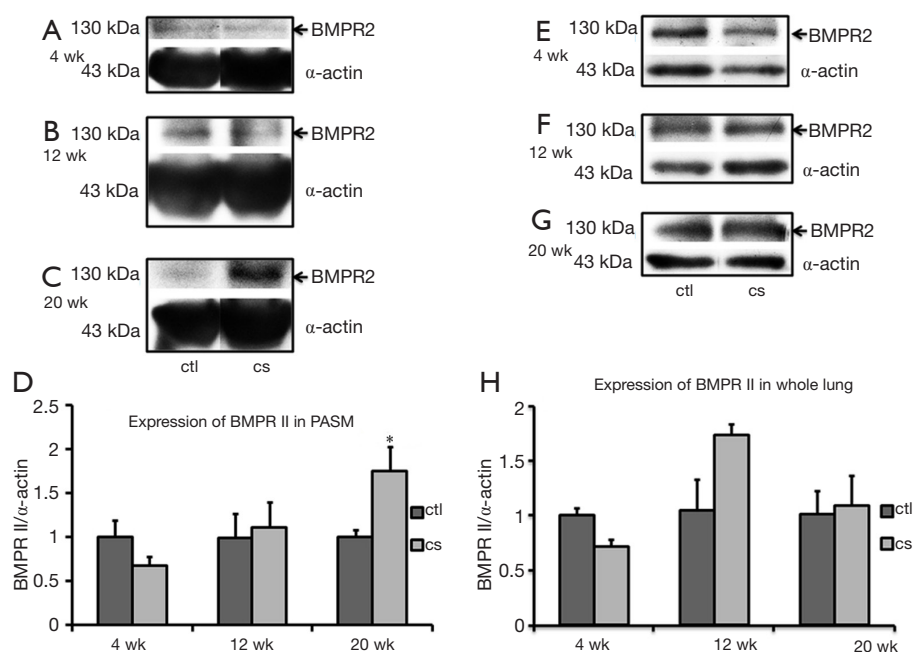 A
130 kDa
BMPR2
4 wk
43 kDa
α-actin
B
130 kDa
BMPR2
12 wk
43 kDa
α-actin
C
130 kDa
BMPR2
20 wk
43 kDa
α-actin
ctl cs
D
Expression of BMPR II in PASM
BMPR II/α-actin
2.5
2
1.5
1
0.5
0
*
ctl
cs
4 wk 12 wk 20 wk
E
130 kDa
BMPR2
4 wk
43 kDa
α-actin
F
130 kDa
BMPR2
12 wk
43 kDa
α-actin
G
130 kDa
BMPR2
20 wk
43 kDa
α-actin
ctl cs
H
Expression of BMPR II in whole lung
BMPR II/α-actin
2
1.5
1
0.5
0
ctl
cs
4 wk 12 wk 20 wk